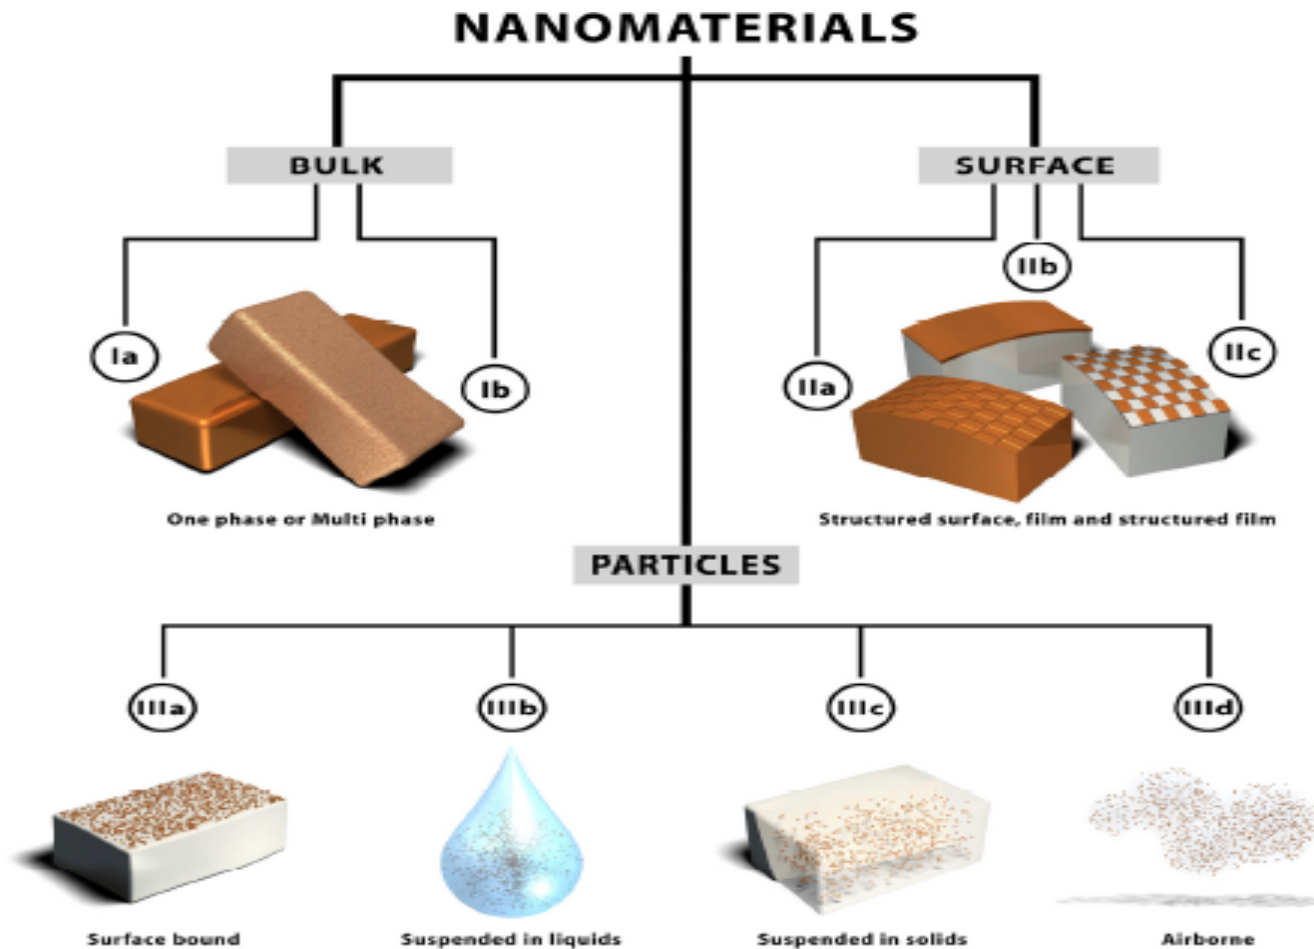 NANOMATERIALS
BULK
SURFACE
Ia
Ib
IIa
IIb
IIc
One phase or Multi phase
Structured surface, film and structured film
PARTICLES
IIIa
IIIb
IIIc
IIId
Surface bound
Suspended in liquids
Suspended in solids
Airborne